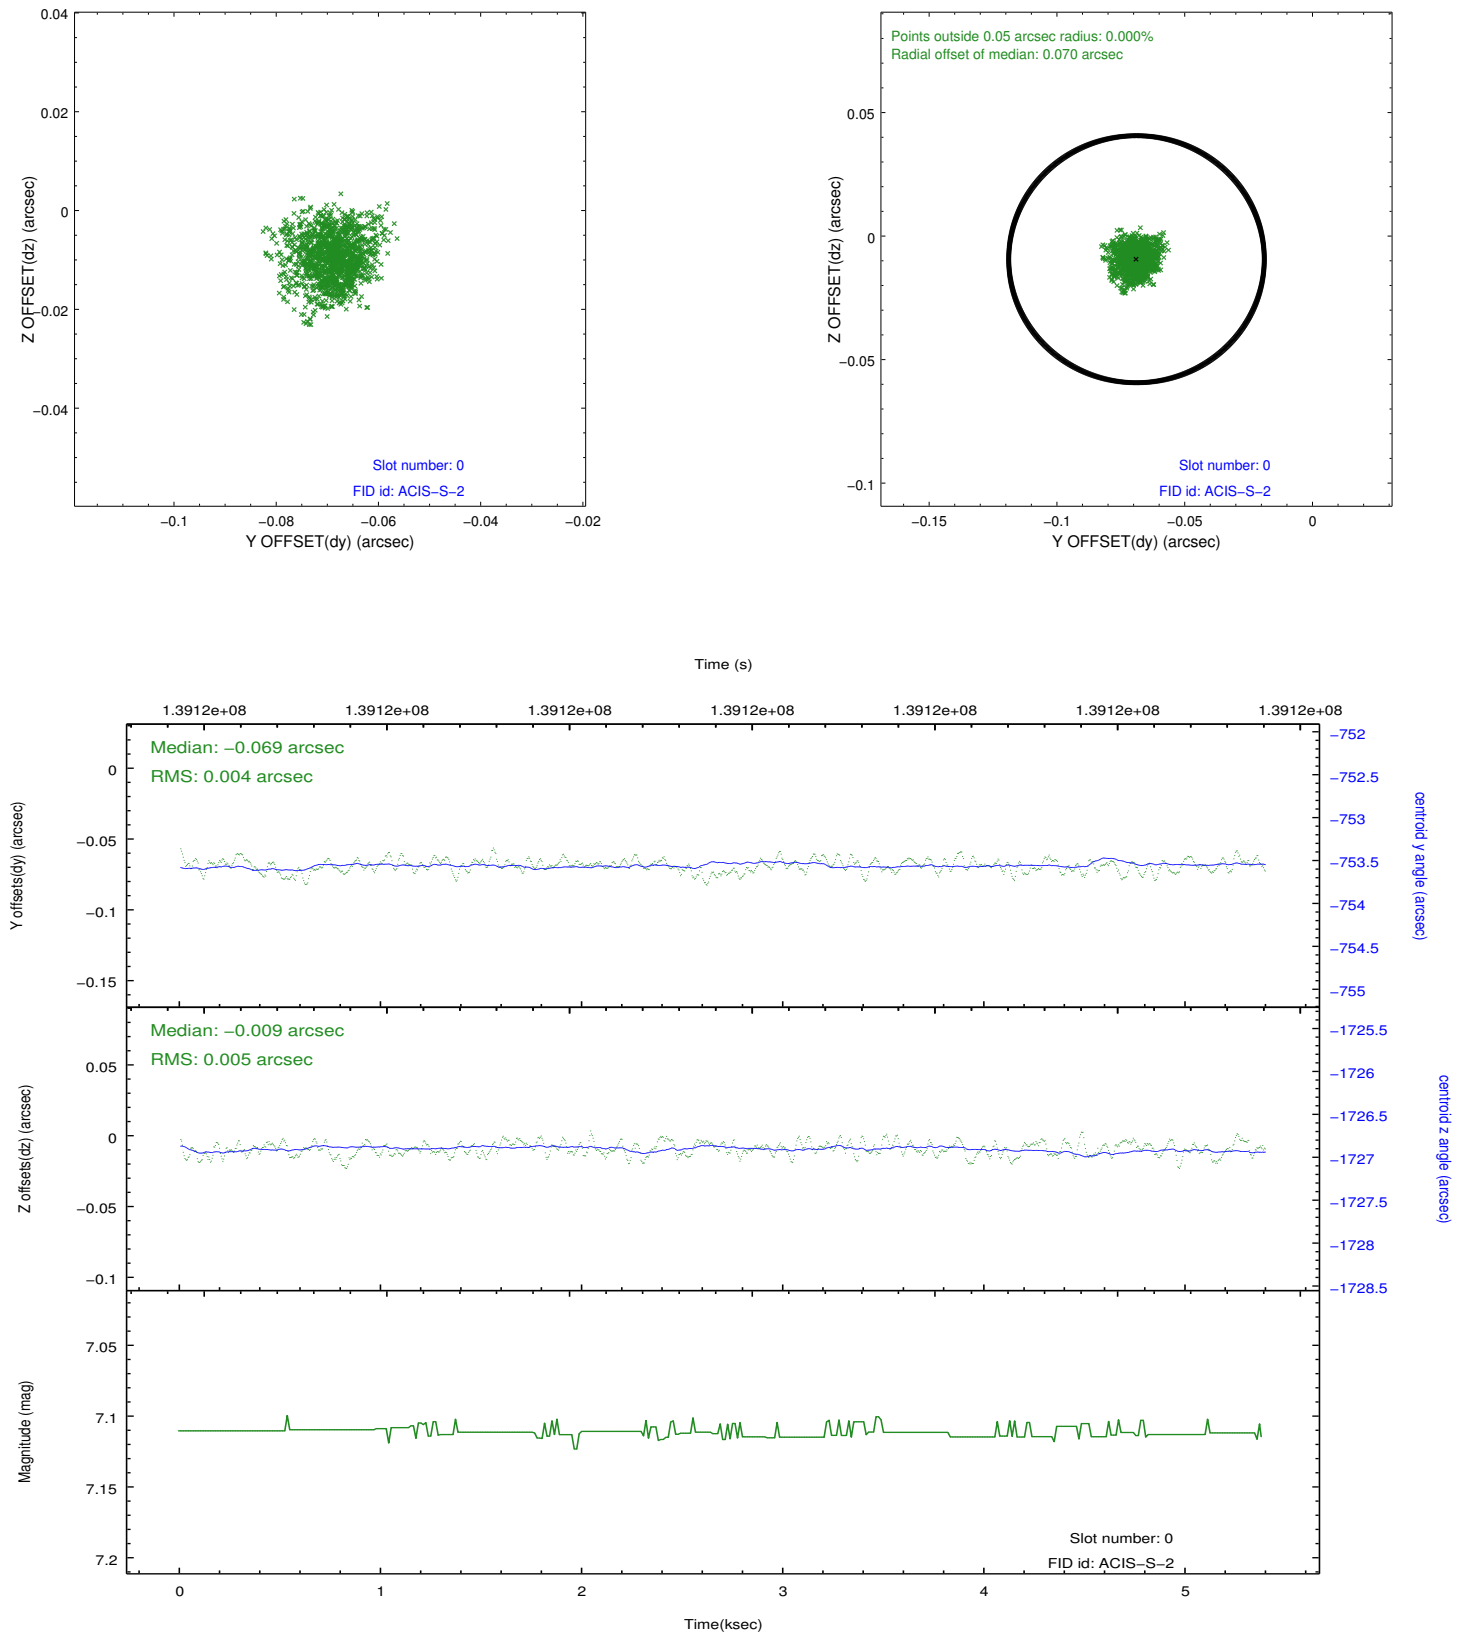 0.04
0.02
0
−0.02
−0.04
Z OFFSET(dz) (arcsec)
Slot number: 0
FID id: ACIS−S−2
−0.1
−0.08
−0.06
−0.04
−0.02
Y OFFSET(dy) (arcsec)
Points outside 0.05 arcsec radius: 0.000%
Radial offset of median: 0.070 arcsec
0.05
0
−0.05
−0.1
Z OFFSET(dz) (arcsec)
Slot number: 0
FID id: ACIS−S−2
−0.15
−0.1
−0.05
0
Y OFFSET(dy) (arcsec)
Time (s)
1.3912e+08
1.3912e+08
1.3912e+08
1.3912e+08
1.3912e+08
1.3912e+08
1.3912e+08
Median: −0.069 arcsec
RMS: 0.004 arcsec
0
−0.05
−0.1
−0.15
Y offsets(dy) (arcsec)
−752
−752.5
−753
−753.5
−754
−754.5
−755
centroid y angle (arcsec)
Median: −0.009 arcsec
RMS: 0.005 arcsec
0.05
0
−0.05
−0.1
Z offsets(dz) (arcsec)
−1725.5
−1726
−1726.5
−1727
−1727.5
−1728
−1728.5
centroid z angle (arcsec)
7.05
7.1
7.15
7.2
Magnitude (mag)
Slot number: 0
FID id: ACIS−S−2
0
1
2
3
4
5
Time(ksec)